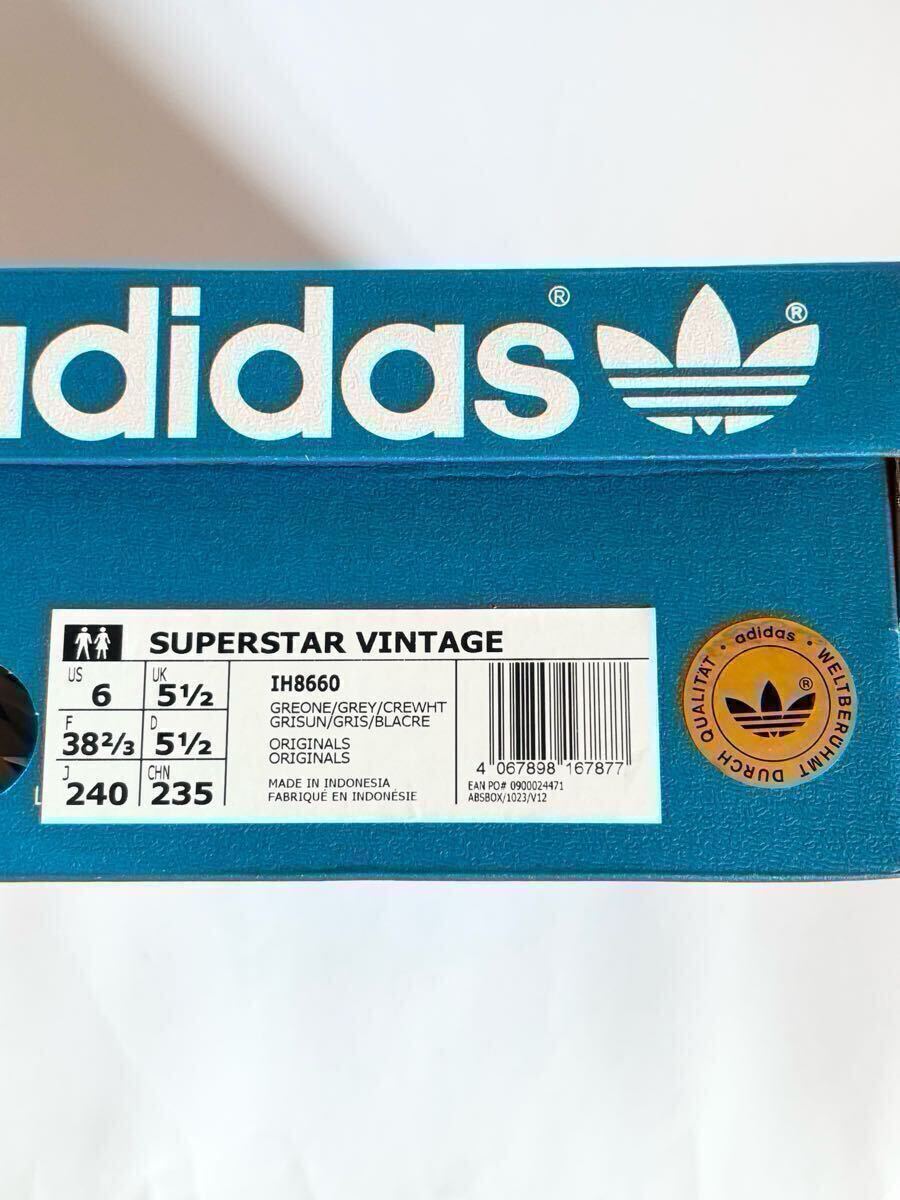 adidas®
®
SUPERSTAR VINTAGE
US 6 UK 5½
F 38⅔ D 5½
J 240 CHN 235
IH8660
GREONE/GREY/CREWHT
GRISUN/GRIS/BLACRE
ORIGINALS
ORIGINALS
MADE IN INDONESIA
FABRIQUÉ EN INDONÉSIE
4 067898 167877
EAN PO# 0900024471
ABSBOX/1023/V12
L
• adidas •
WELTBERÜHMT DURCH QUALITÄT
®